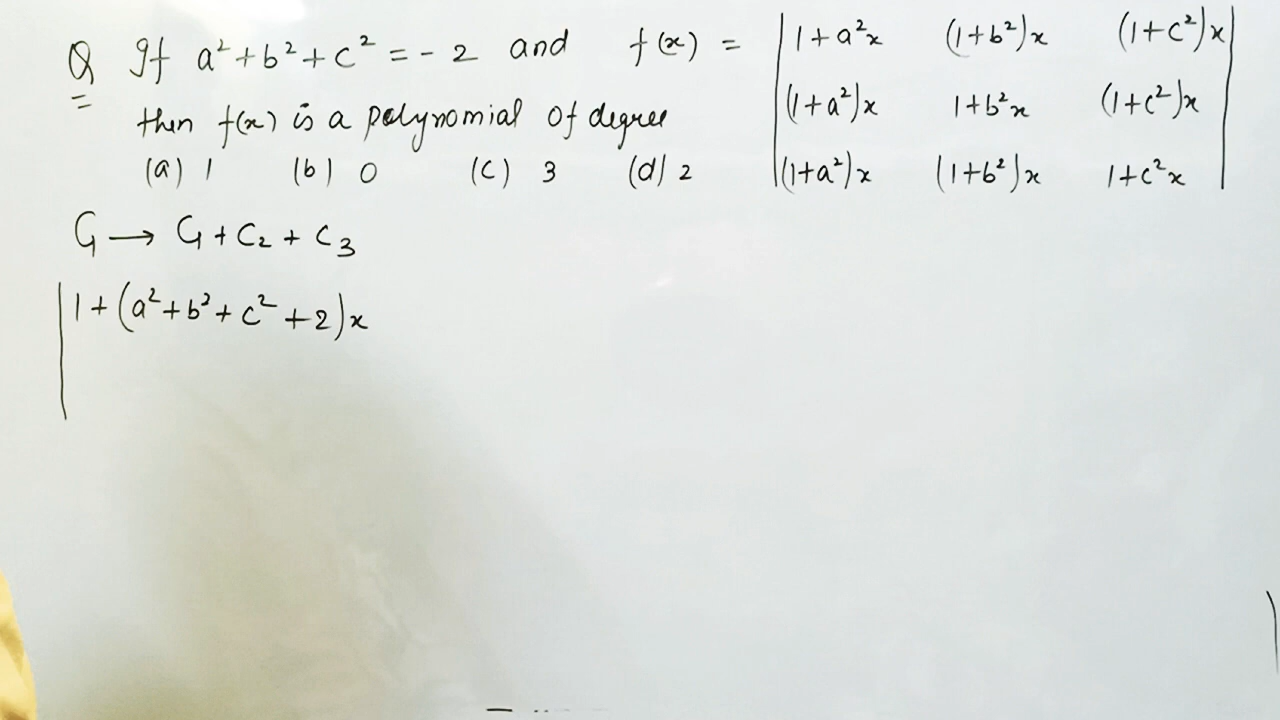 Q If a² + b² + c² = - 2 and f(x) = | 1 + a²x (1+b²)x (1+c²)x |
then f(x) is a polynomial of degree | (1+a²)x 1+b²x (1+c²)x |
(a) 1 (b) 0 (c) 3 (d) 2 | (1+a²)x (1+b²)x 1+c²x |
C₁ → C₁ + C₂ + C₃
| 1 + (a² + b² + c² + 2)x